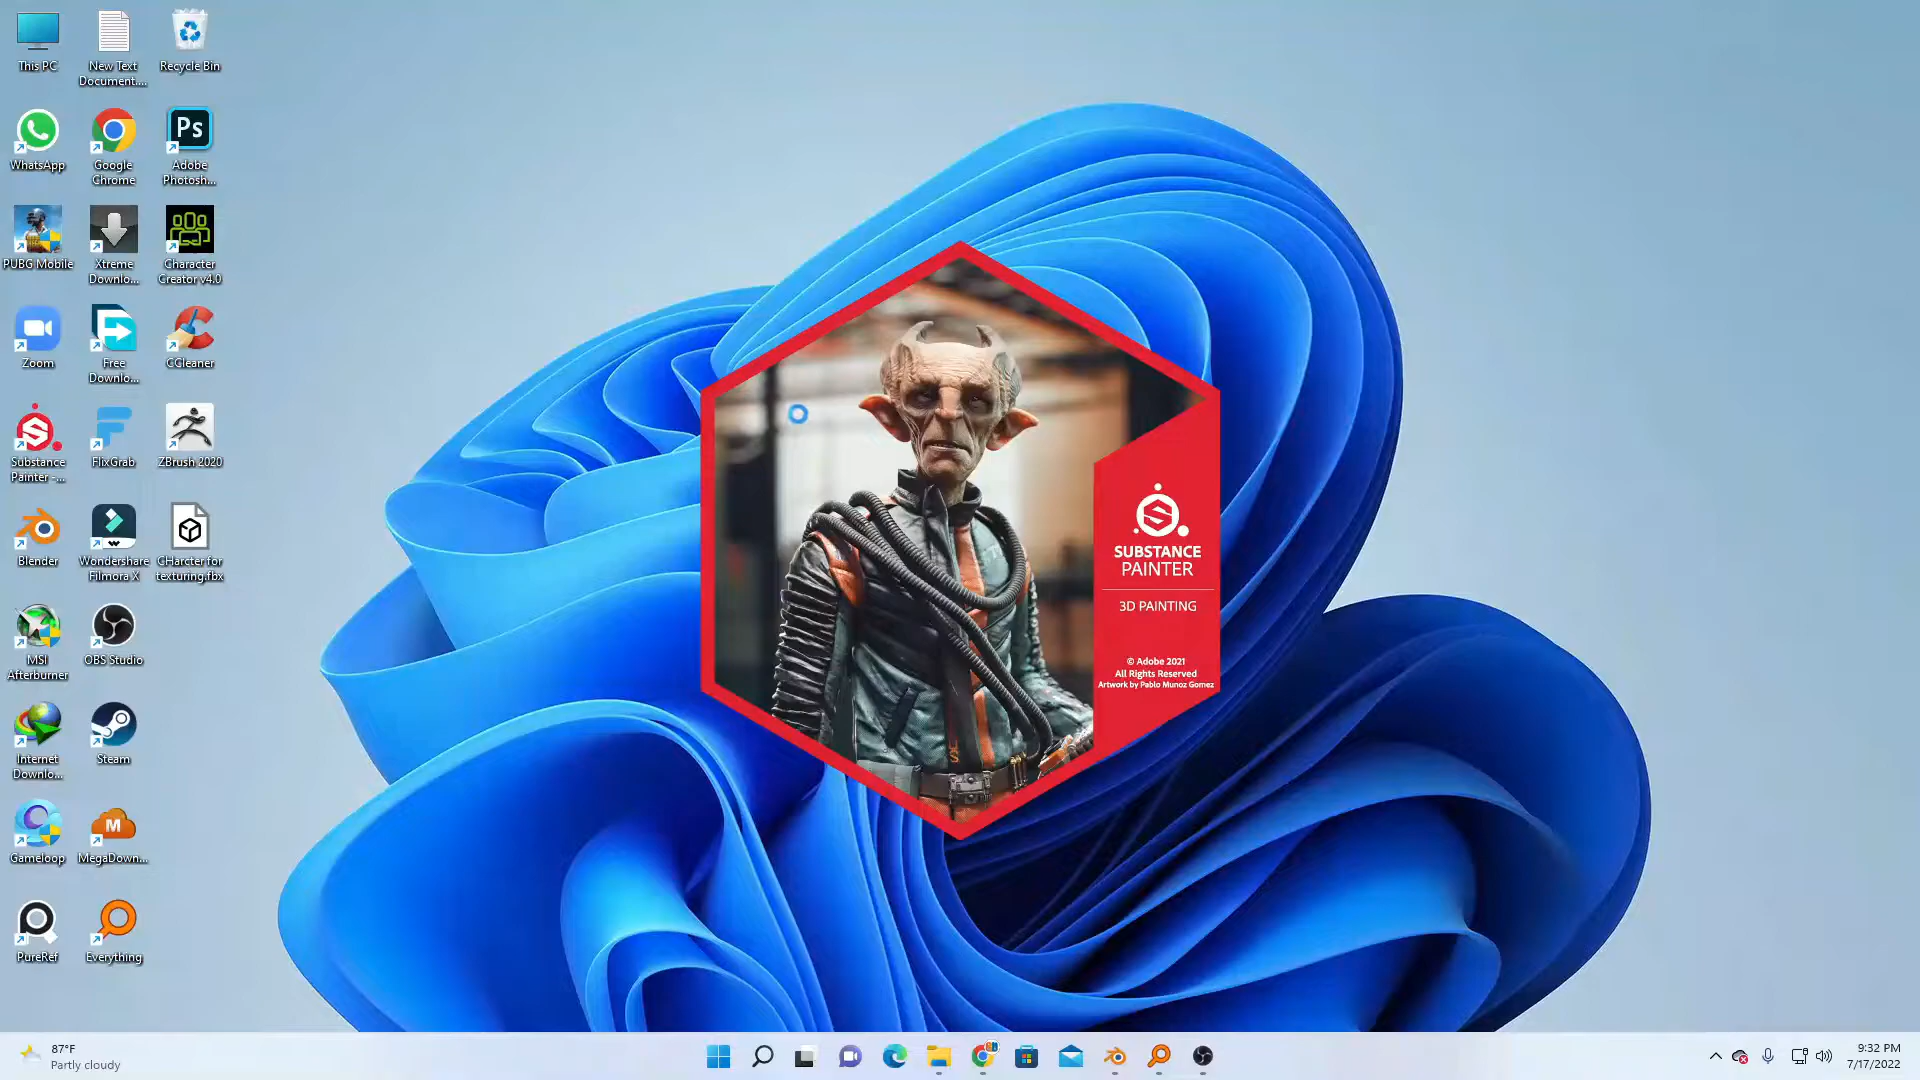 This PC
New Text
Document....
Recycle Bin
WhatsApp
Google
Chrome
Ps
Adobe
Photosh...
PUBG Mobile
Xtreme
Downlo...
Character
Creator v4.0
Zoom
Free
Downlo...
CCleaner
Substance
Painter -...
FlixGrab
ZBrush 2020
Blender
Wondershare
Filmora X
CHarcter for
texturing.fbx
MSI
Afterburner
OBS Studio
Internet
Downlo...
Steam
Gameloop
M
MegaDown...
PureRef
Everything
SUBSTANCE
PAINTER
3D PAINTING
© Adobe 2021
All Rights Reserved
Artwork by Pablo Munoz Gomez
87°F
Partly cloudy
9:32 PM
7/17/2022